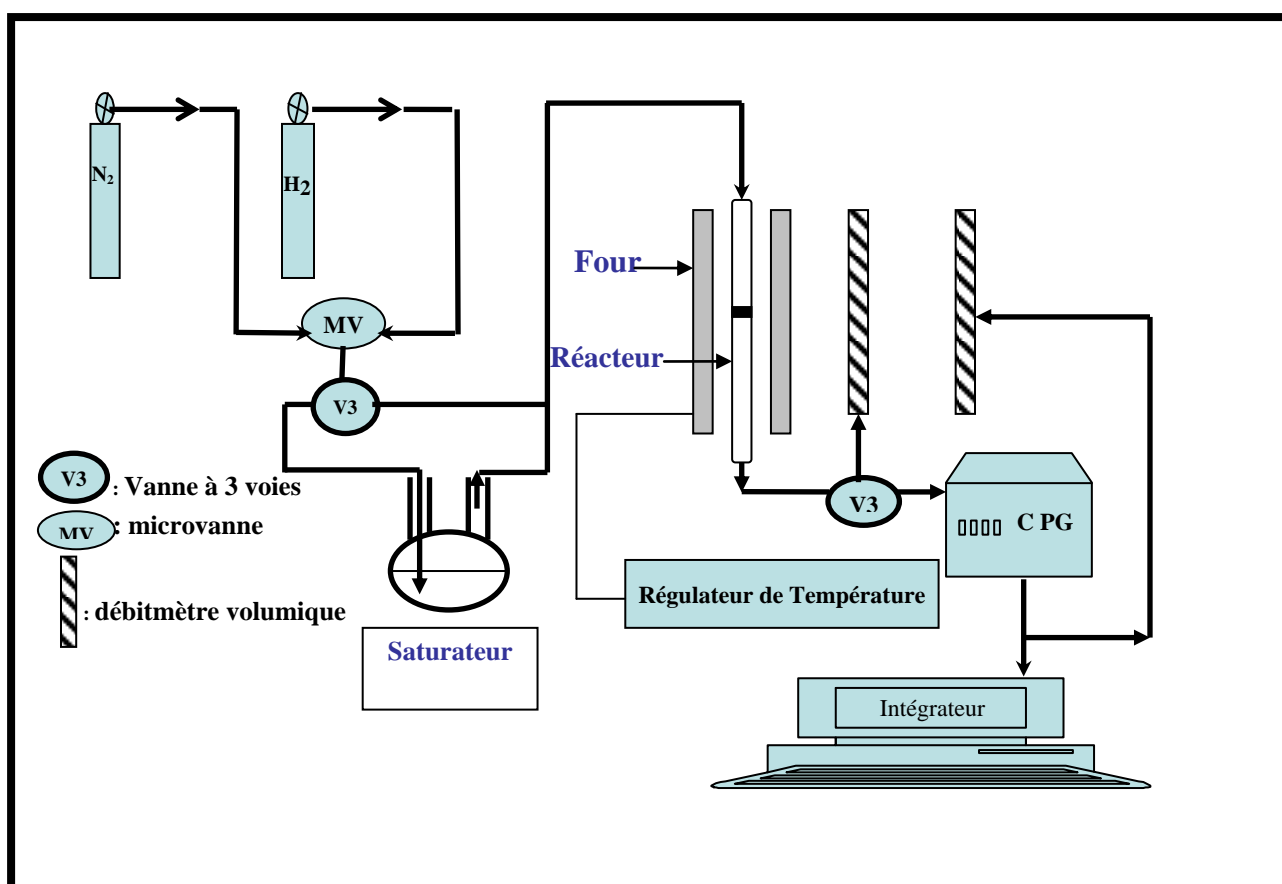 N₂
H2
MV
V3
Four
Réacteur
V3
: Vanne à 3 voies
MV
: microvanne
: débitmètre volumique
Saturateur
V3
C PG
Régulateur de Température
Intégrateur